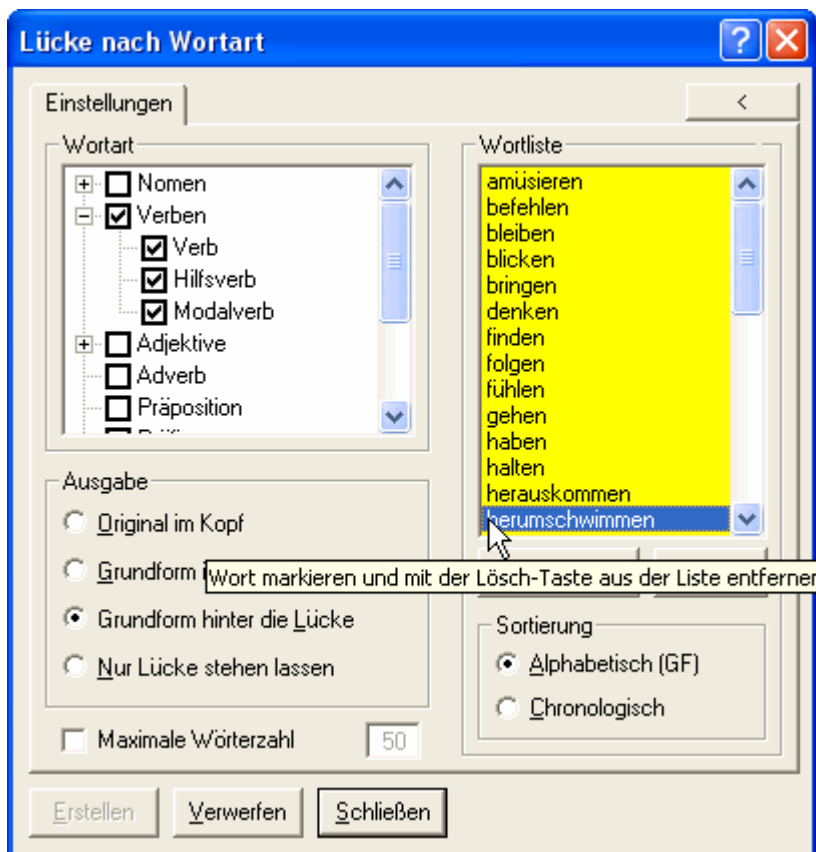 Lücke nach Wortart
Einstellungen
<
Wortart
Nomen
Verben
Verb
Hilfsverb
Modalverb
Adjektive
Adverb
Präposition
Ausgabe
Original im Kopf
Grundform
Grundform hinter die Lücke
Nur Lücke stehen lassen
Maximale Wörterzahl 50
Wortliste
amüsieren
befehlen
bleiben
blicken
bringen
denken
finden
folgen
fühlen
gehen
haben
halten
herauskommen
herumschwimmen
Wort markieren und mit der Lösch-Taste aus der Liste entfernen
Sortierung
Alphabetisch (GF)
Chronologisch
Erstellen Verwerfen Schließen